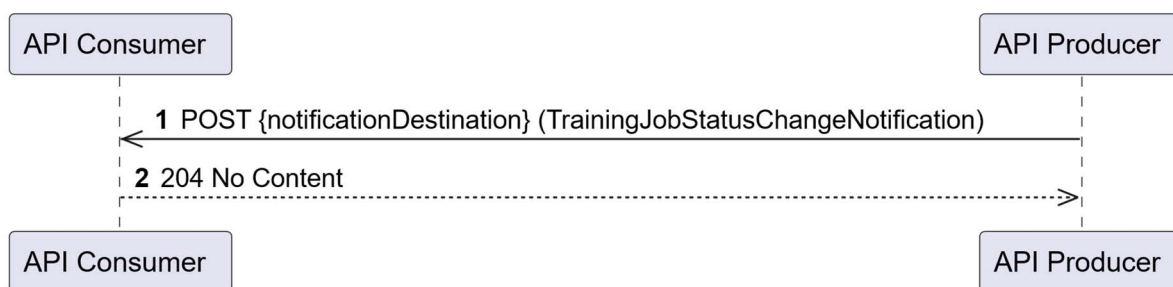 API Consumer
API Producer
1 POST {notificationDestination} (TrainingJobStatusChangeNotification)
2 204 No Content
API Consumer
API Producer